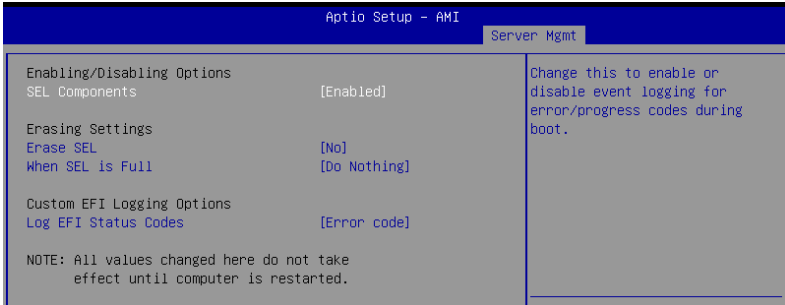 Aptio Setup – AMI
Server Mgmt
Enabling/Disabling Options
SEL Components [Enabled]
Erasing Settings
Erase SEL [No]
When SEL is Full [Do Nothing]
Custom EFI Logging Options
Log EFI Status Codes [Error code]
NOTE: All values changed here do not take
effect until computer is restarted.
Change this to enable or
disable event logging for
error/progress codes during
boot.